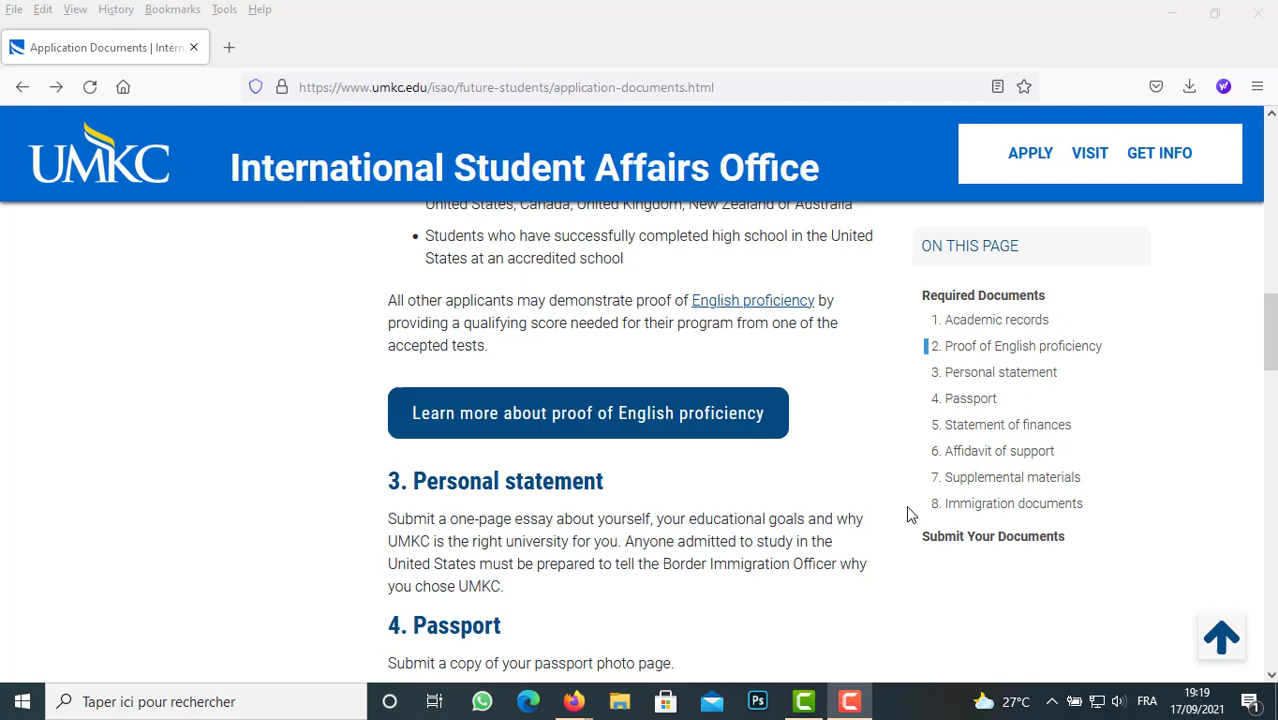 File Edit View History Bookmarks Tools Help
Application Documents | Intern
https://www.umkc.edu/isao/future-students/application-documents.html
UMKC
International Student Affairs Office
APPLY VISIT GET INFO
United States, Canada, United Kingdom, New Zealand or Australia
• Students who have successfully completed high school in the United
States at an accredited school
All other applicants may demonstrate proof of English proficiency by
providing a qualifying score needed for their program from one of the
accepted tests.
Learn more about proof of English proficiency
3. Personal statement
Submit a one-page essay about yourself, your educational goals and why
UMKC is the right university for you. Anyone admitted to study in the
United States must be prepared to tell the Border Immigration Officer why
you chose UMKC.
4. Passport
Submit a copy of your passport photo page.
ON THIS PAGE
Required Documents
1. Academic records
2. Proof of English proficiency
3. Personal statement
4. Passport
5. Statement of finances
6. Affidavit of support
7. Supplemental materials
8. Immigration documents
Submit Your Documents
Taper ici pour rechercher
Ps
27°C
FRA
19:19
17/09/2021
1